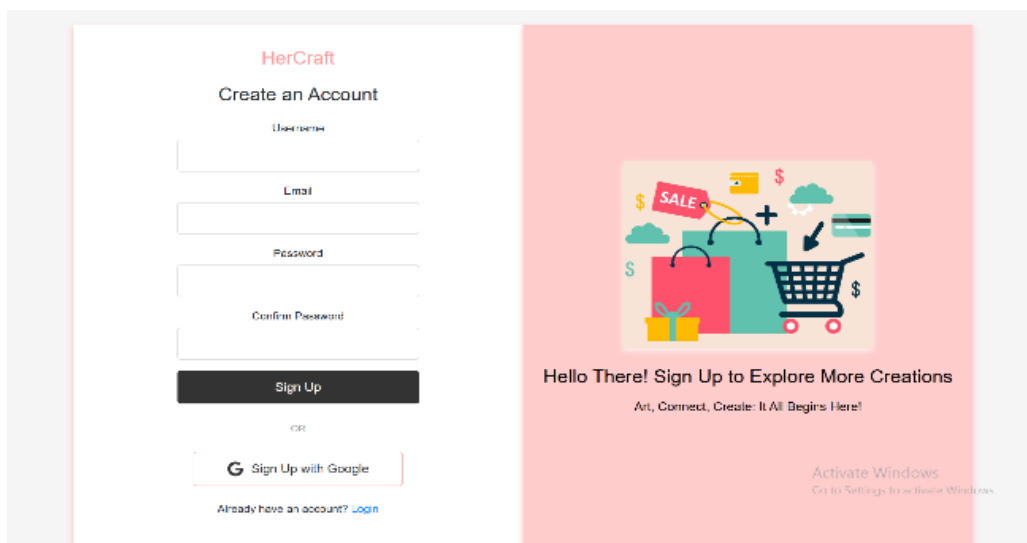 HerCraft
Create an Account
Username
Email
Password
Confirm Password
Sign Up
OR
G Sign Up with Google
Already have an account? Login
SALE
$
$
$
$
Hello There! Sign Up to Explore More Creations
Art, Connect, Create: It All Begins Here!
Activate Windows
Go to Settings to activate Windows.